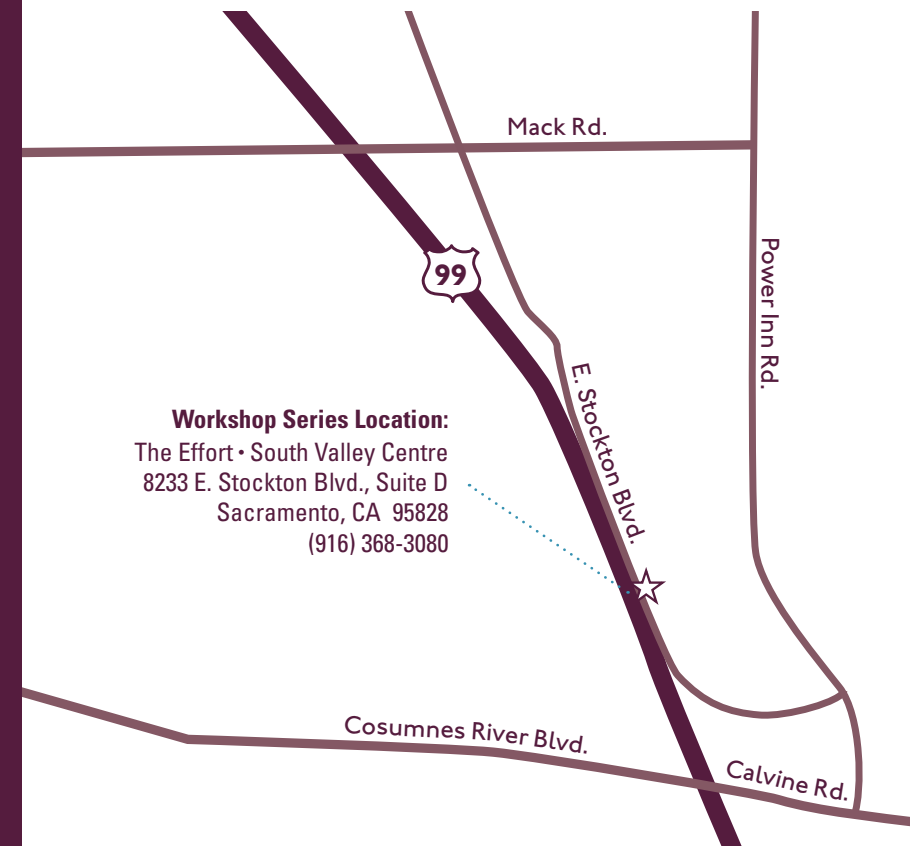 Mack Rd.
99
Power Inn Rd.
E. Stockton Blvd.
Workshop Series Location:
The Effort • South Valley Centre
8233 E. Stockton Blvd., Suite D
Sacramento, CA  95828
(916) 368-3080
Cosumnes River Blvd.
Calvine Rd.